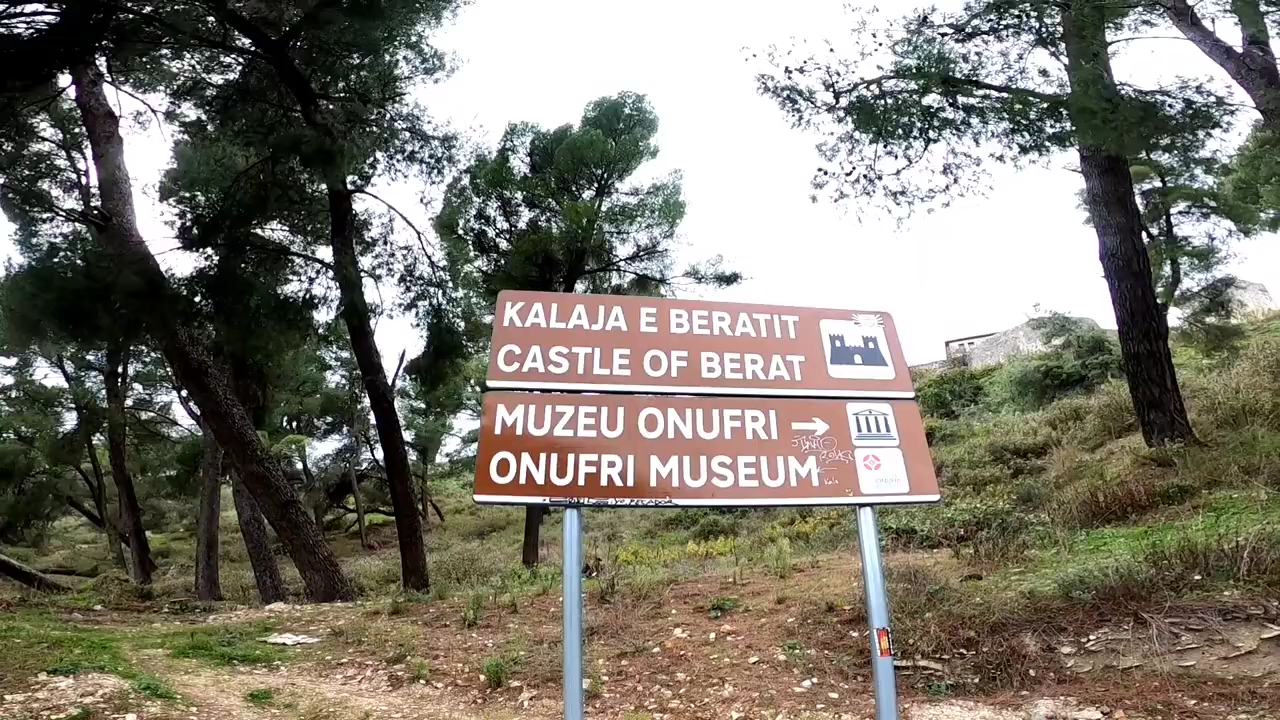 KALAJA E BERATIT
CASTLE OF BERAT
MUZEU ONUFRI →
ONUFRI MUSEUM